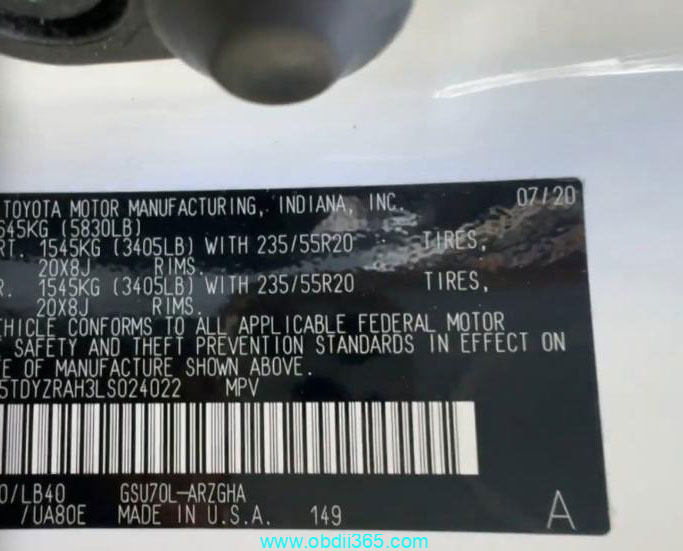 TOYOTA MOTOR MANUFACTURING, INDIANA, INC. 07/20
645KG (5830LB)
RT. 1545KG (3405LB) WITH 235/55R20 TIRES,
20X8J RIMS.
R. 1545KG (3405LB) WITH 235/55R20 TIRES,
20X8J RIMS.
EHICLE CONFORMS TO ALL APPLICABLE FEDERAL MOTOR
SAFETY AND THEFT PREVENTION STANDARDS IN EFFECT ON
E OF MANUFACTURE SHOWN ABOVE.
5TDYZRAH3LS024022 MPV
0/LB40 GSU70L-ARZGHA
/UA80E MADE IN U.S.A. 149 A
www.obdii365.com